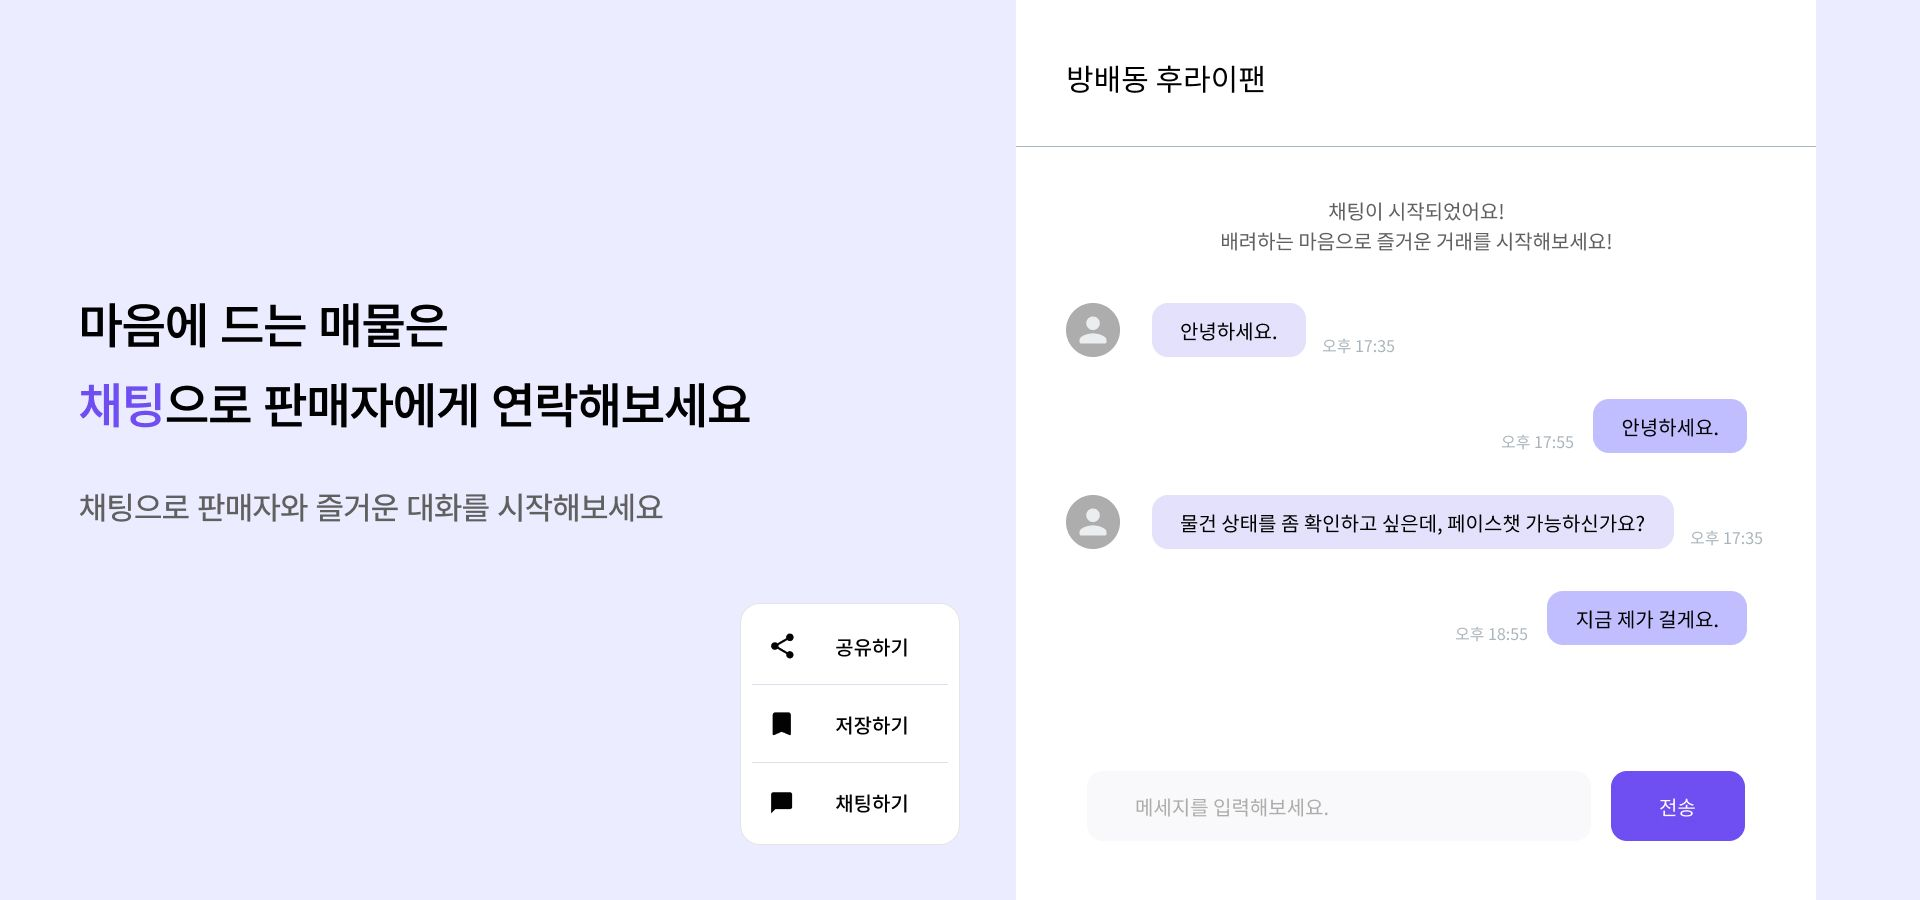 마음에 드는 매물은
채팅으로 판매자에게 연락해보세요
채팅으로 판매자와 즐거운 대화를 시작해보세요
공유하기
저장하기
채팅하기
방배동 후라이팬
채팅이 시작되었어요!
배려하는 마음으로 즐거운 거래를 시작해보세요!
안녕하세요.
오후 17:35
안녕하세요.
오후 17:55
물건 상태를 좀 확인하고 싶은데, 페이스챗 가능하신가요?
오후 17:35
지금 제가 걸게요.
오후 18:55
메세지를 입력해보세요.
전송